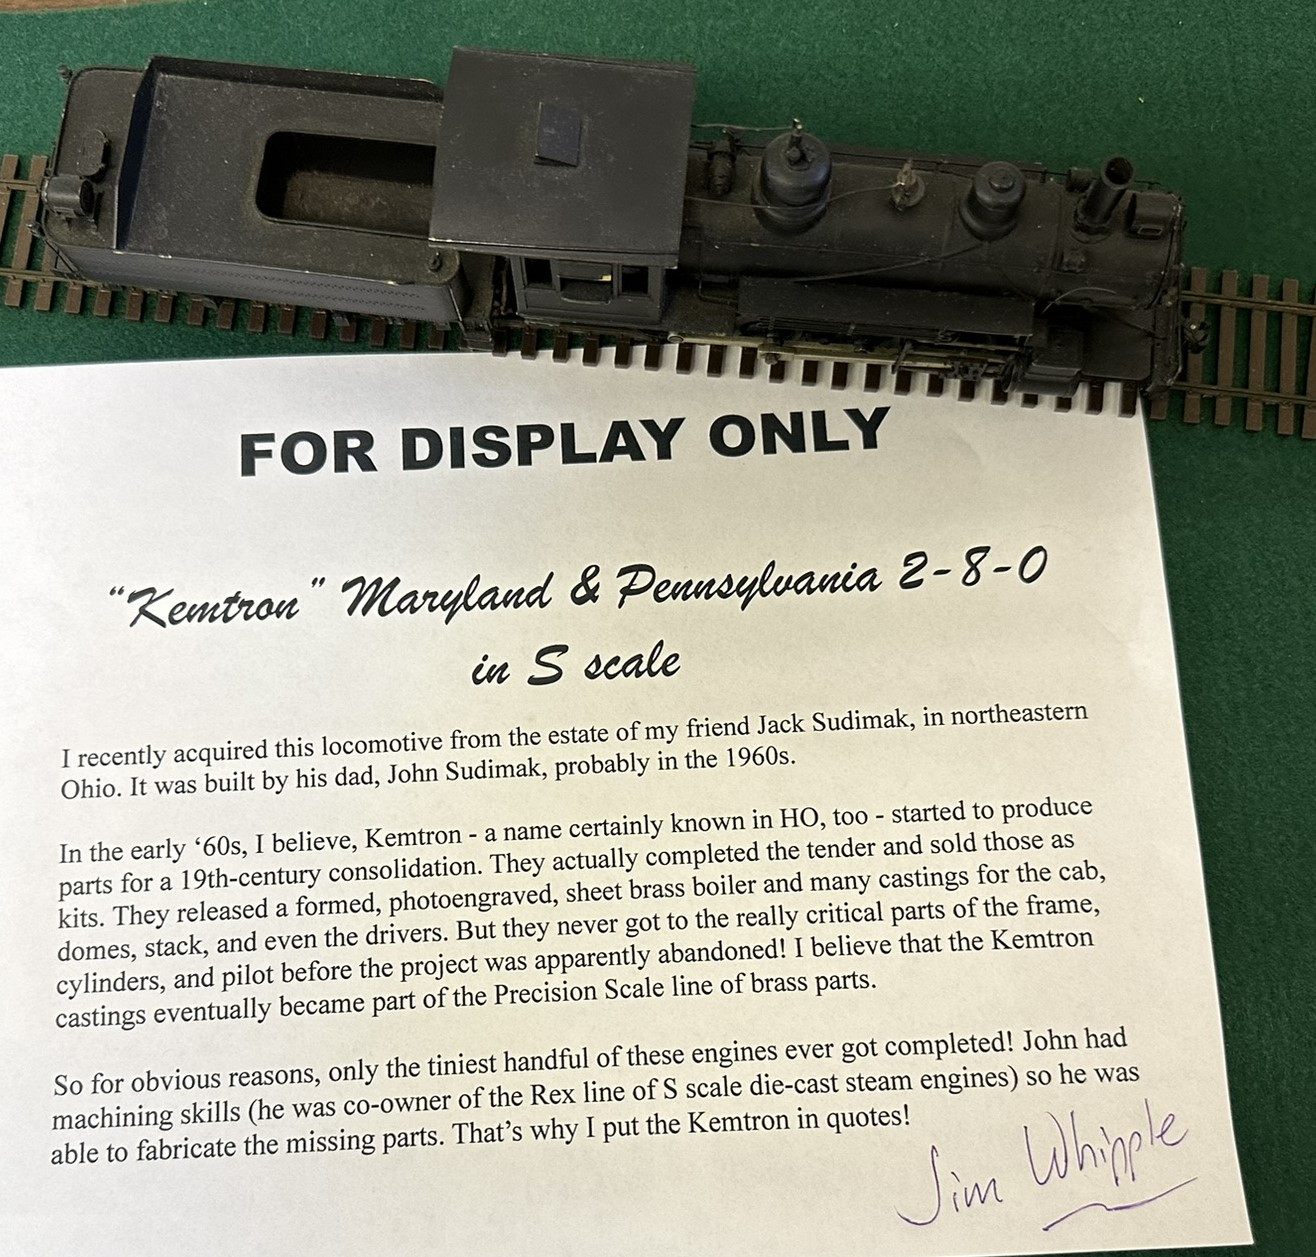 FOR DISPLAY ONLY
“Kemtron” Maryland & Pennsylvania 2-8-0
in S scale
I recently acquired this locomotive from the estate of my friend Jack Sudimak, in northeastern
Ohio. It was built by his dad, John Sudimak, probably in the 1960s.
In the early ‘60s, I believe, Kemtron - a name certainly known in HO, too - started to produce
parts for a 19th-century consolidation. They actually completed the tender and sold those as
kits. They released a formed, photoengraved, sheet brass boiler and many castings for the cab,
domes, stack, and even the drivers. But they never got to the really critical parts of the frame,
cylinders, and pilot before the project was apparently abandoned! I believe that the Kemtron
castings eventually became part of the Precision Scale line of brass parts.
So for obvious reasons, only the tiniest handful of these engines ever got completed! John had
machining skills (he was co-owner of the Rex line of S scale die-cast steam engines) so he was
able to fabricate the missing parts. That’s why I put the Kemtron in quotes!
Jim Whipple